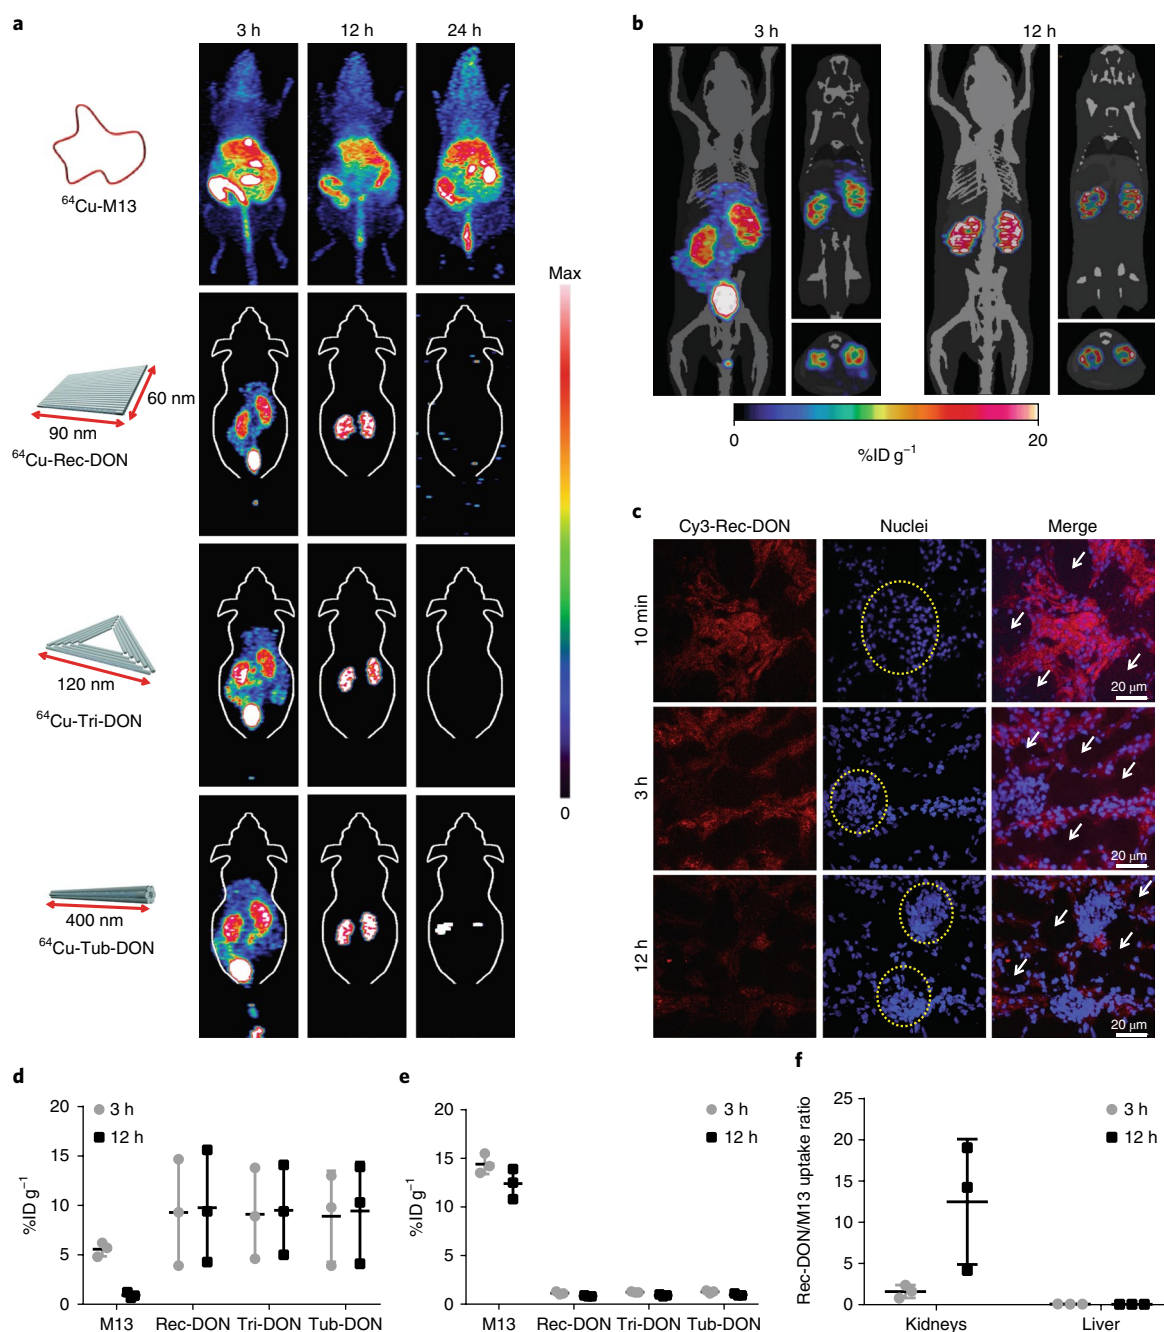 a
3 h
12 h
24 h
⁶⁴Cu-M13
60 nm
90 nm
⁶⁴Cu-Rec-DON
120 nm
⁶⁴Cu-Tri-DON
400 nm
⁶⁴Cu-Tub-DON
Max
0
b
3 h
12 h
0
20
%ID g⁻¹
c
Cy3-Rec-DON
Nuclei
Merge
10 min
20 µm
3 h
20 µm
12 h
20 µm
d
3 h
12 h
%ID g⁻¹
20
15
10
5
0
M13
Rec-DON
Tri-DON
Tub-DON
e
3 h
12 h
%ID g⁻¹
20
15
10
5
0
M13
Rec-DON
Tri-DON
Tub-DON
f
3 h
12 h
Rec-DON/M13 uptake ratio
25
20
15
10
5
0
Kidneys
Liver